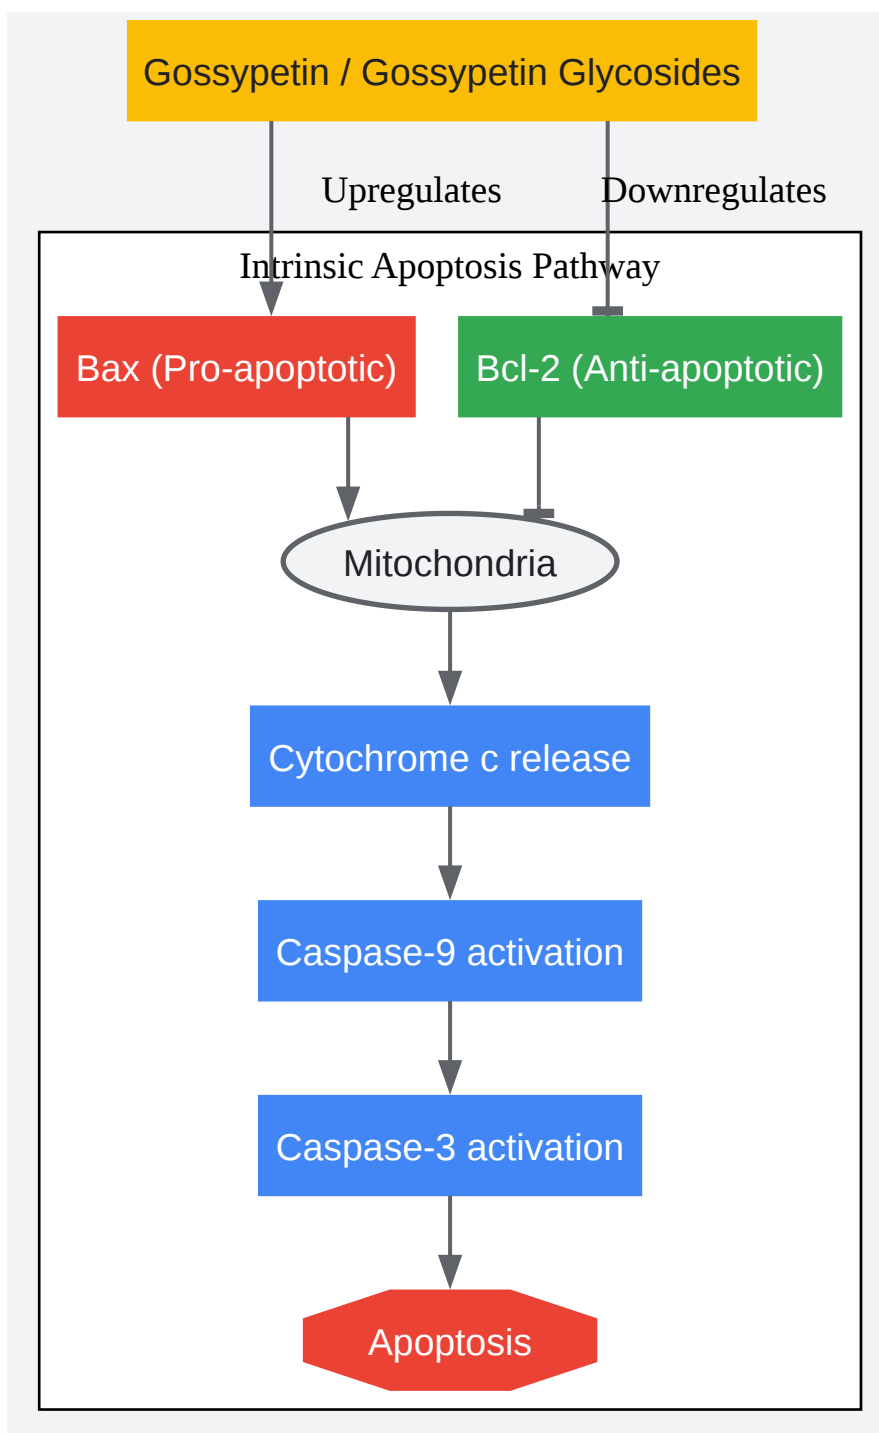 Gossypetin / Gossypetin Glycosides
Upregulates
Downregulates
Intrinsic Apoptosis Pathway
Bax (Pro-apoptotic)
Bcl-2 (Anti-apoptotic)
Mitochondria
Cytochrome c release
Caspase-9 activation
Caspase-3 activation
Apoptosis